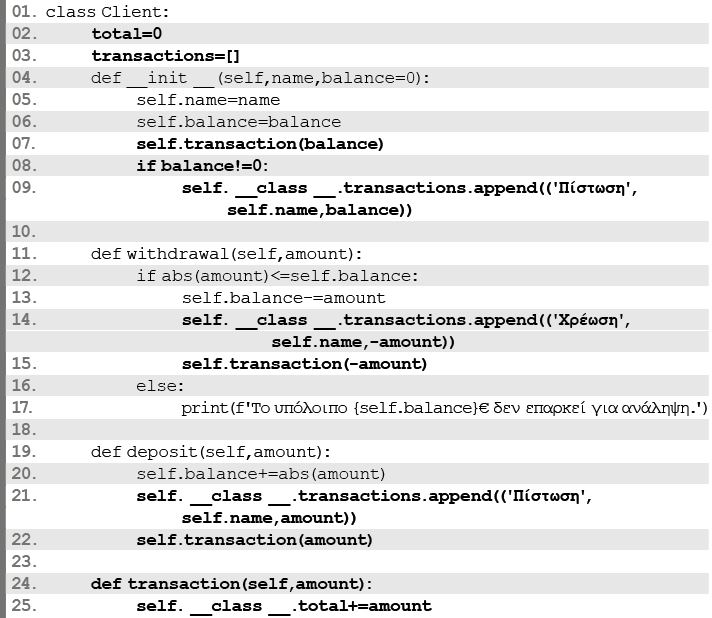 01. class Client:
02. total=0
03. transactions=[]
04. def __init __(self,name,balance=0):
05. self.name=name
06. self.balance=balance
07. self.transaction(balance)
08. if balance!=0:
09. self. __class __.transactions.append(('Πίστωση',
self.name,balance))
10.
11. def withdrawal(self,amount):
12. if abs(amount)<=self.balance:
13. self.balance-=amount
14. self. __class __.transactions.append(('Χρέωση',
self.name,-amount))
15. self.transaction(-amount)
16. else:
17. print(f'Το υπόλοιπο {self.balance}€ δεν επαρκεί για ανάληψη.')
18.
19. def deposit(self,amount):
20. self.balance+=abs(amount)
21. self. __class __.transactions.append(('Πίστωση',
self.name,amount))
22. self.transaction(amount)
23.
24. def transaction(self,amount):
25. self. __class __.total+=amount